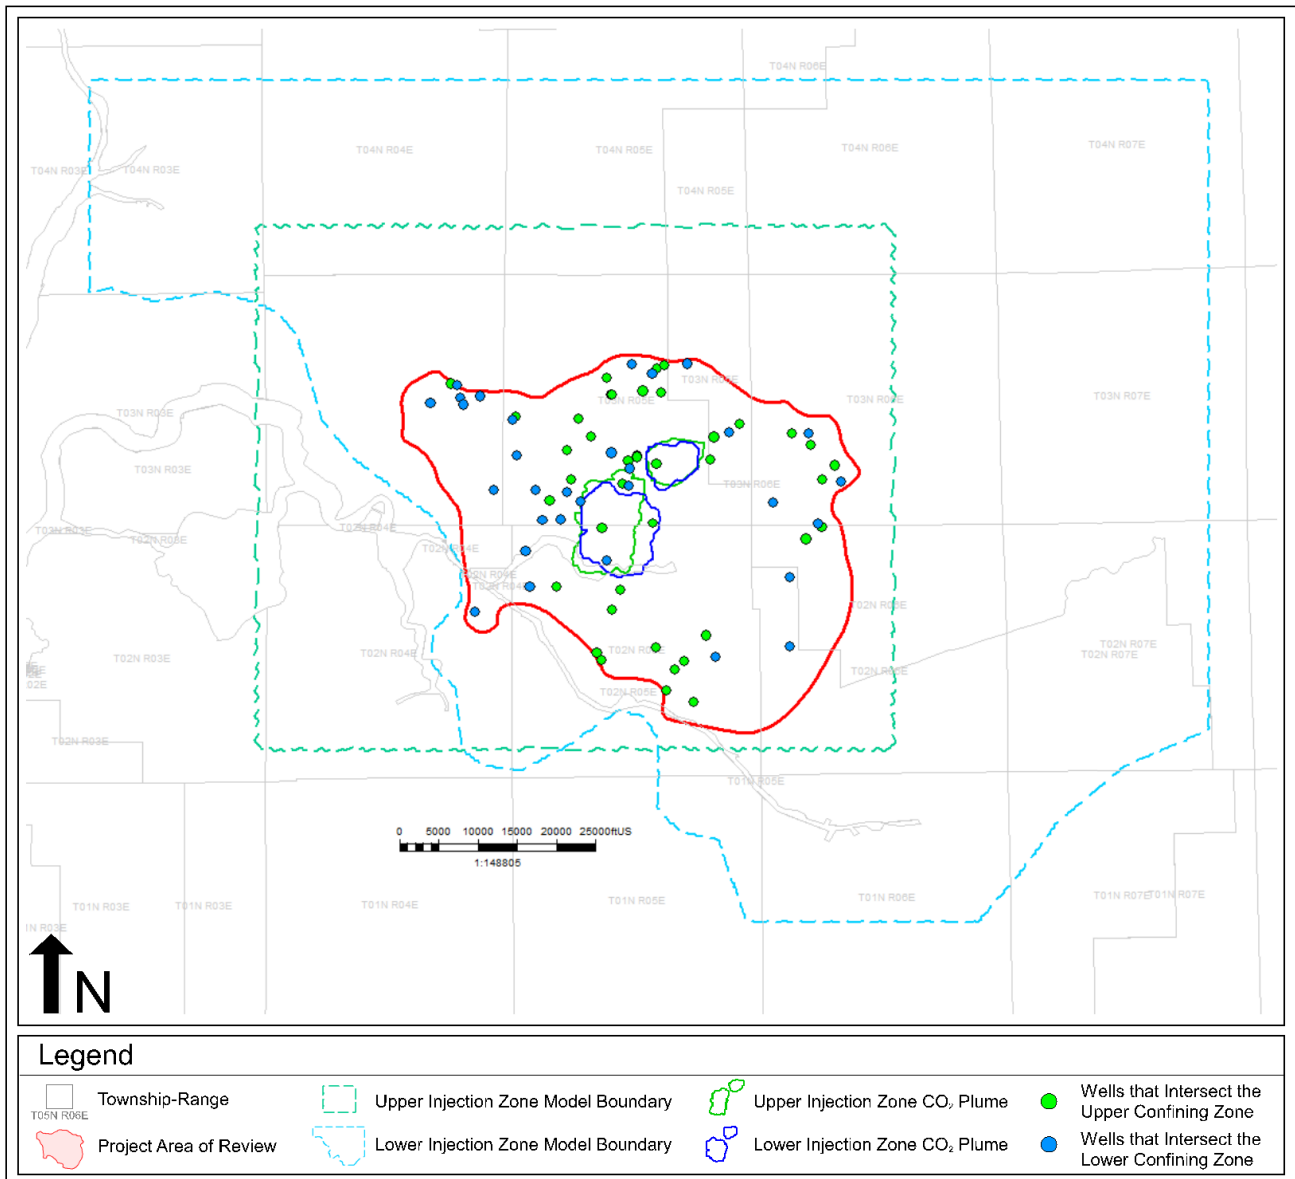 T04N R06E
T04N R04E
T04N R05E
T04N R06E
T04N R07E
T04N R03E
T04N R03E
T04N R05E
T03N R05E
T03N R05E
T03N R06E
T03N R07E
T03N R03E
T03N R03E
T03N R06E
T03N R03E
T02N R03E
T02N R04E
T02N R04E
T02N R04E
T02N R06E
T02N R07E
T02N R07E
T02N R03E
T02N R04E
T02N R05E
02E
T02N R05E
T02N R03E
T01N R05E
0 5000 10000 15000 20000 25000ftUS
1:148805
T01N R03E
T01N R03E
T01N R04E
T01N R05E
T01N R06E
T01N R07E
T01N R07E
1N R03E
N
Legend
T05N R06E
Township-Range
Project Area of Review
Upper Injection Zone Model Boundary
Lower Injection Zone Model Boundary
Upper Injection Zone CO₂ Plume
Lower Injection Zone CO₂ Plume
Wells that Intersect the
Upper Confining Zone
Wells that Intersect the
Lower Confining Zone